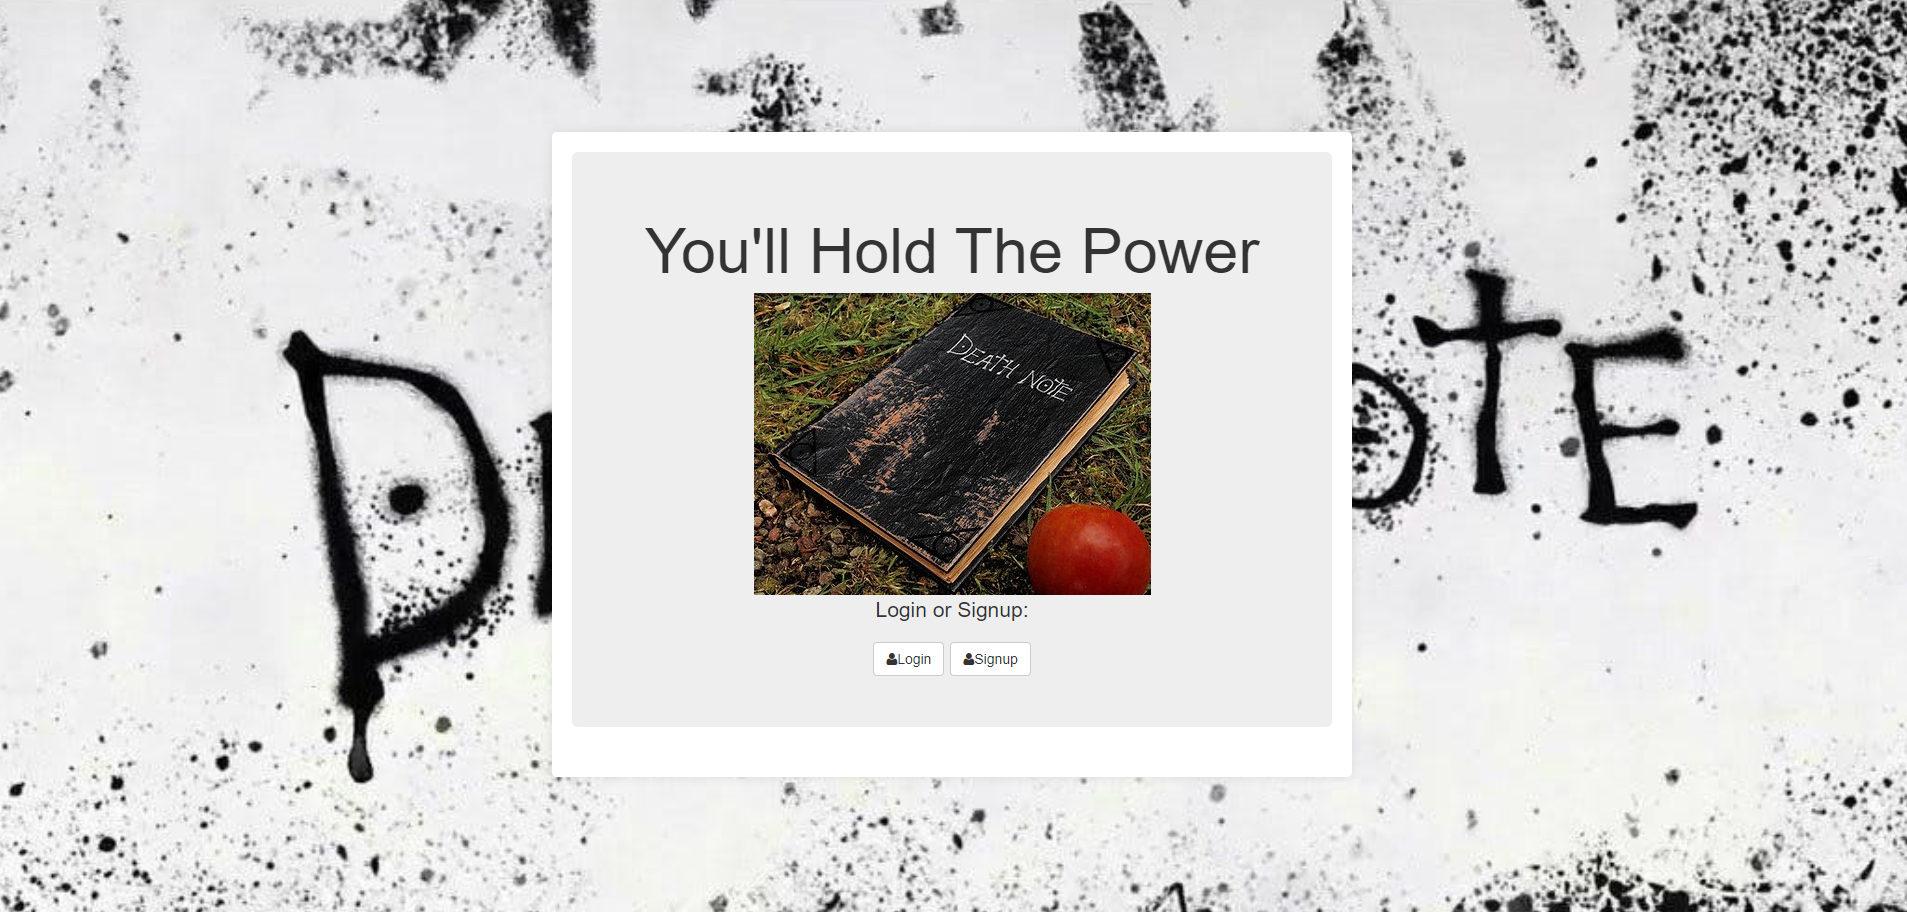 You'll Hold The Power
DEATH NOTE
Login or Signup:
Login
Signup